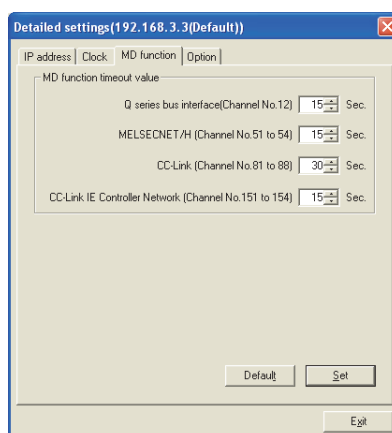 Detailed settings(192.168.3.3(Default))
IP address Clock MD function Option
MD function timeout value
Q series bus interface(Channel No.12) 15 Sec.
MELSECNET/H (Channel No.51 to 54) 15 Sec.
CC-Link (Channel No.81 to 88) 30 Sec.
CC-Link IE Controller Network (Channel No.151 to 154) 15 Sec.
Default Set
Exit